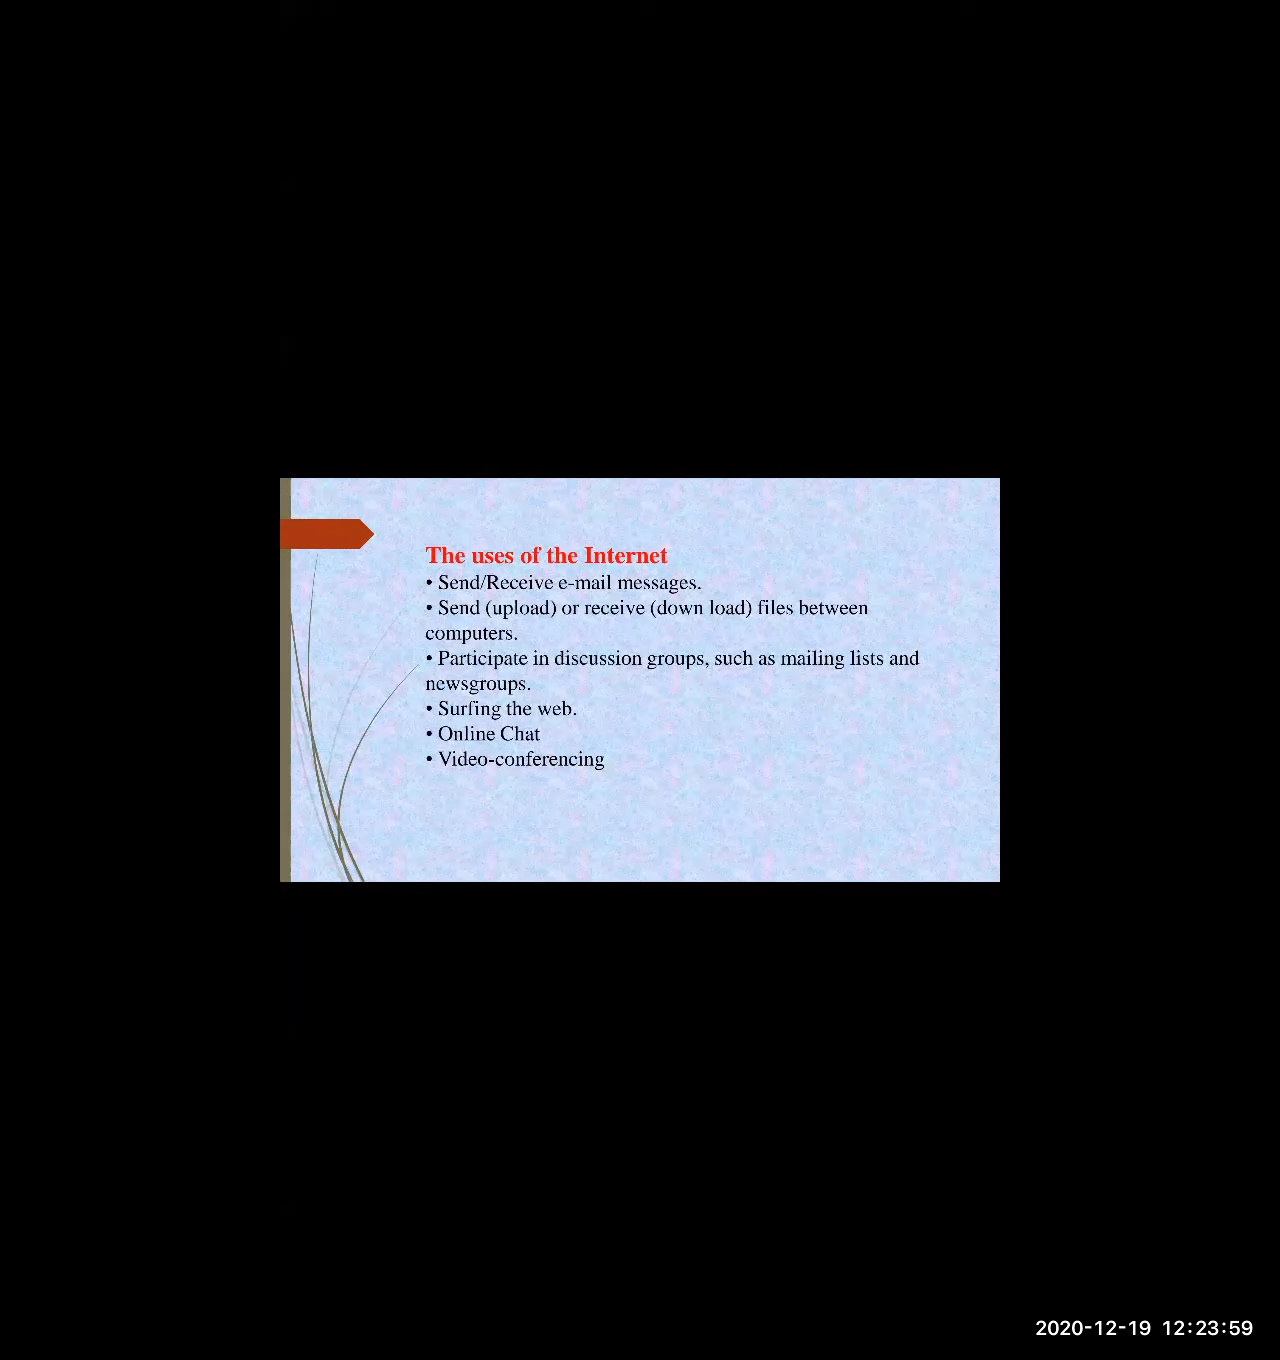 The uses of the Internet
• Send/Receive e-mail messages.
• Send (upload) or receive (down load) files between
computers.
• Participate in discussion groups, such as mailing lists and
newsgroups.
• Surfing the web.
• Online Chat
• Video-conferencing
2020-12-19 12:23:59